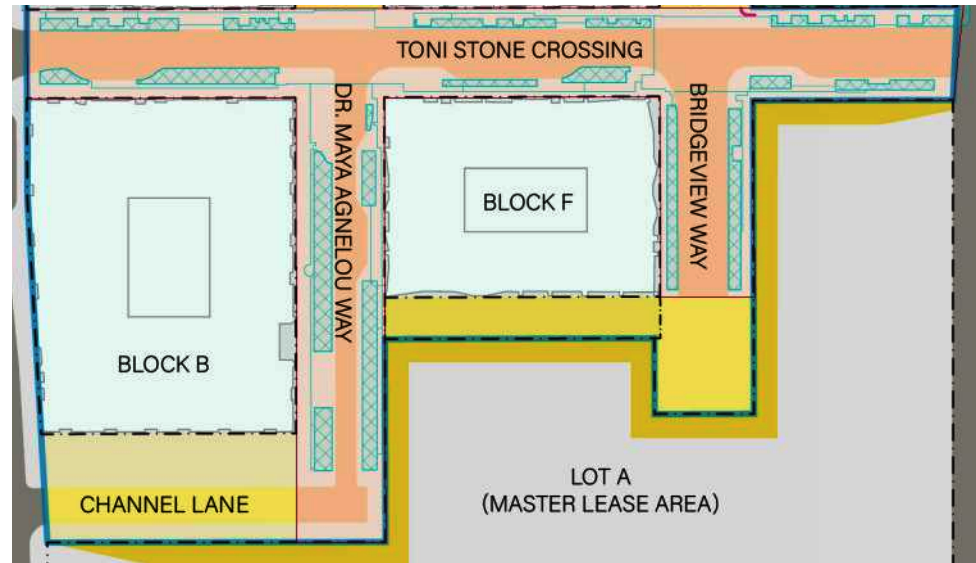 TONI STONE CROSSING
DR. MAYA AGNELOU WAY
BRIDGEVIEW WAY
BLOCK F
BLOCK B
CHANNEL LANE
LOT A
(MASTER LEASE AREA)